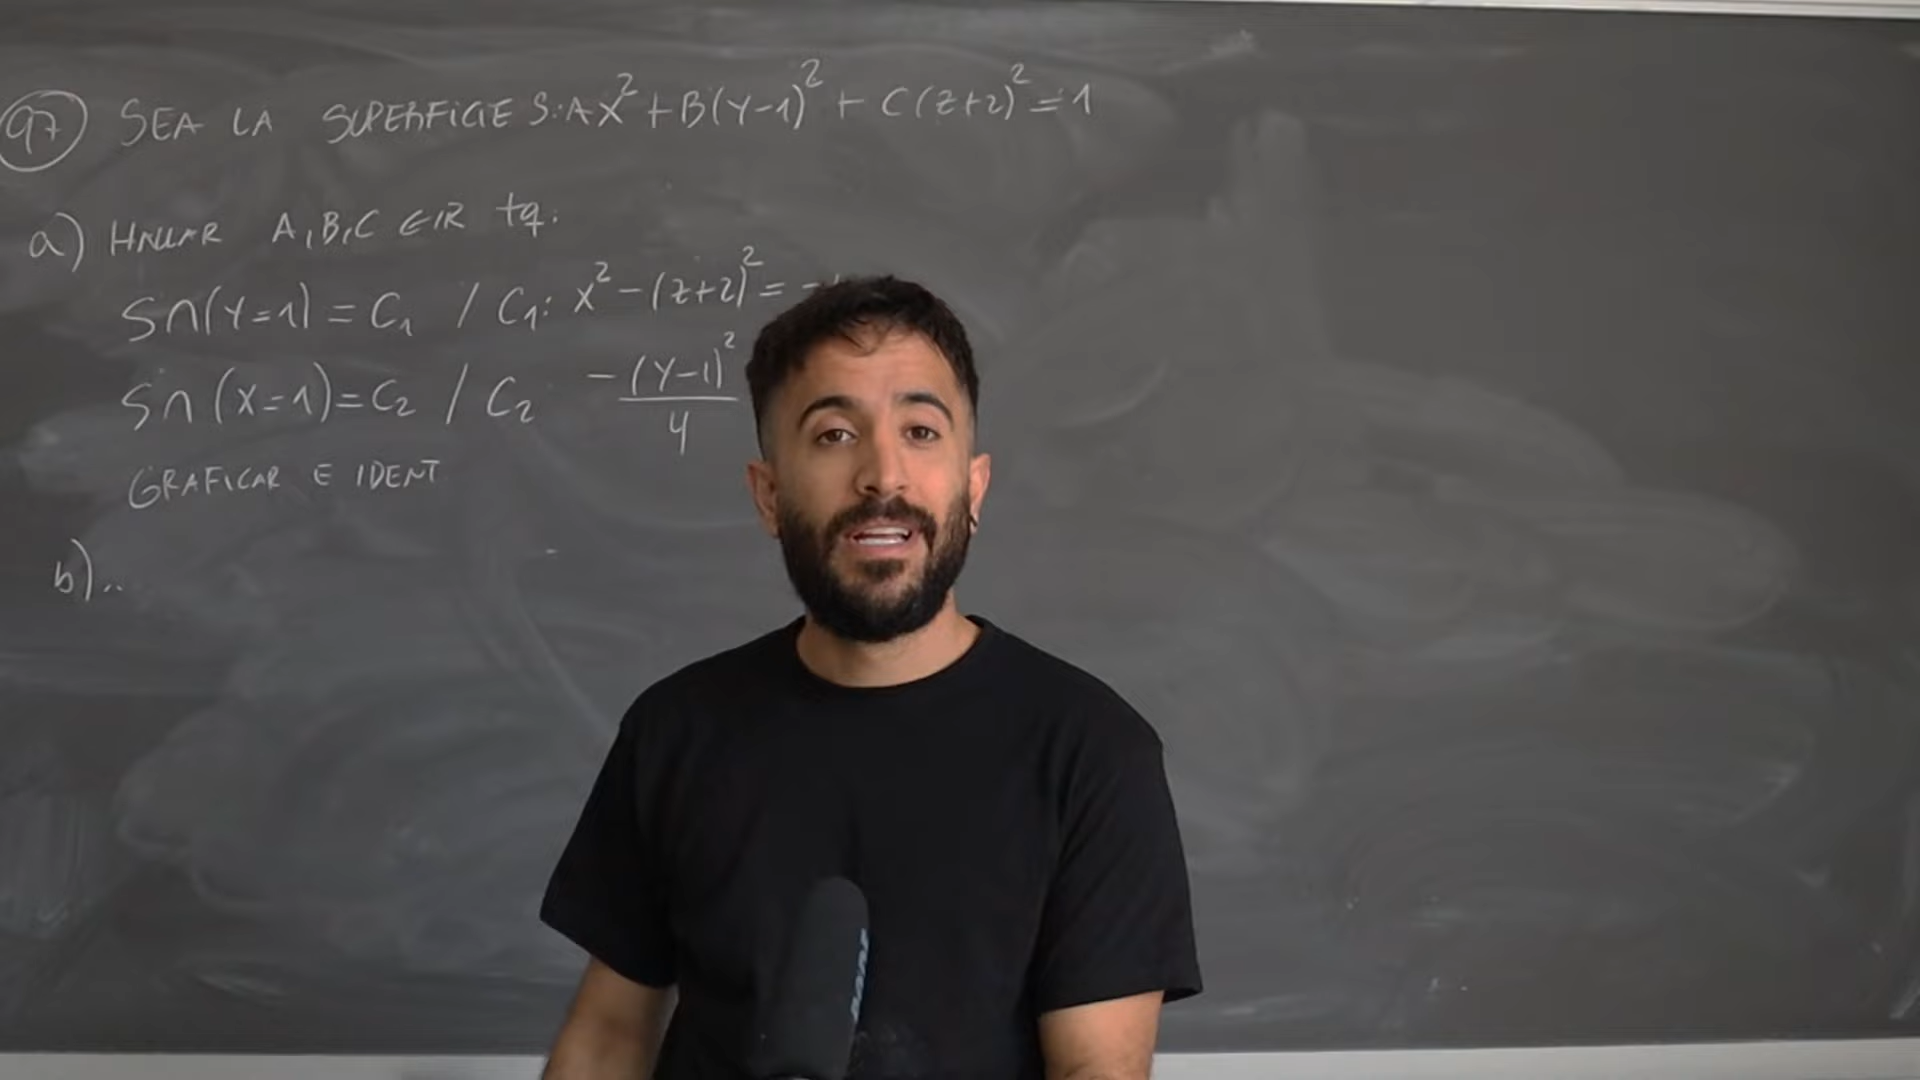 97 SEA LA SUPERFICIE S: AX² + B(Y-1)² + C(Z+2)² = 1
a) HALLAR A,B,C ∈ IR tq.
S∩(Y=1) = C₁ / C₁: X² - (Z+2)² = -
S∩(X=1) = C₂ / C₂ -(Y-1)²/4
GRAFICAR E IDENT
b) ..